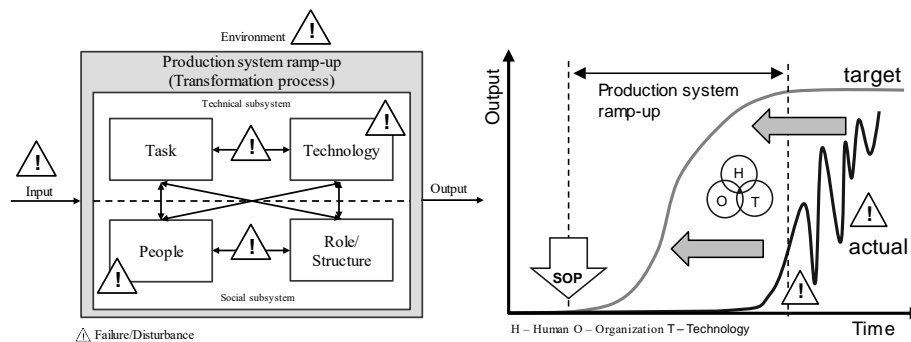 Environment
!
Production system ramp-up
(Transformation process)
Technical subsystem
!
Task
!
Technology
!
Input
Output
People
!
Role/
Structure
!
Social subsystem
! Failure/Disturbance
Output
target
Production system
ramp-up
H
O
T
!
actual
SOP
!
H – Human O – Organization T – Technology
Time